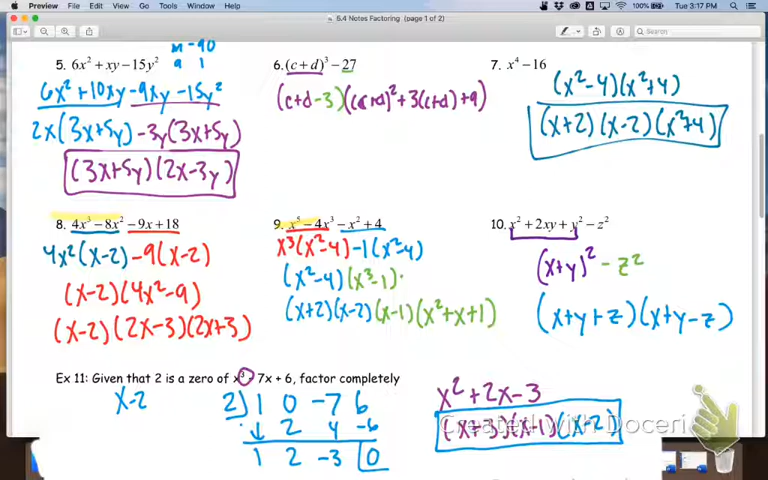 Preview File Edit View Go Tools Window Help 100% Tue 3:17 PM
5.4 Notes Factoring (page 1 of 2)
Search
-90
9 1
5. 6x² + xy − 15y²
6x²+10xy−9xy−15y²
2x(3x+5y)−3y(3x+5y)
(3x+5y)(2x−3y)
6. (c + d)³ − 27
(c+d−3)((c+d)²+3(c+d)+9)
7. x⁴ − 16
(x²−4)(x²+4)
(x+2)(x−2)(x²+4)
8. 4x³ − 8x² − 9x + 18
4x²(x−2)−9(x−2)
(x−2)(4x²−9)
(x−2)(2x−3)(2x+3)
9. x⁵ − 4x³ − x² + 4
x³(x²−4)−1(x²−4)
(x²−4)(x³−1)
(x+2)(x−2)(x−1)(x²+x+1)
10. x² + 2xy + y² − z²
(x+y)²−z²
(x+y+z)(x+y−z)
Ex 11: Given that 2 is a zero of x³ − 7x + 6, factor completely
x−2
2) 1 0 −7 6
↓ 2 4 −6
1 2 −3 0
x²+2x−3
(x+3)(x−1)(x−2)
Created with Doceri